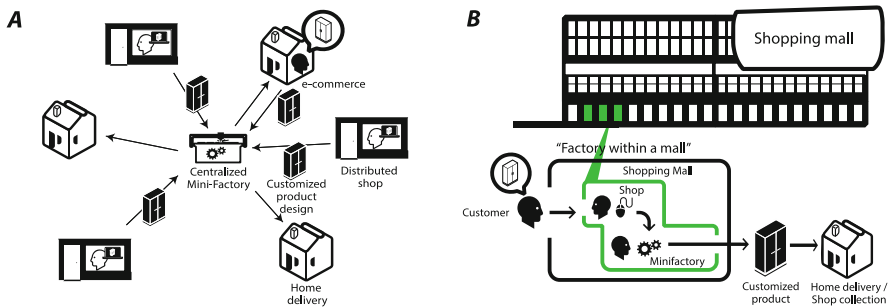 A
e-commerce
Centralized
Mini-Factory
Customized
product
design
Distributed
shop
Home
delivery
B
Shopping mall
"Factory within a mall"
Shopping Mall
Shop
Customer
Minifactory
Customized
product
Home delivery /
Shop collection